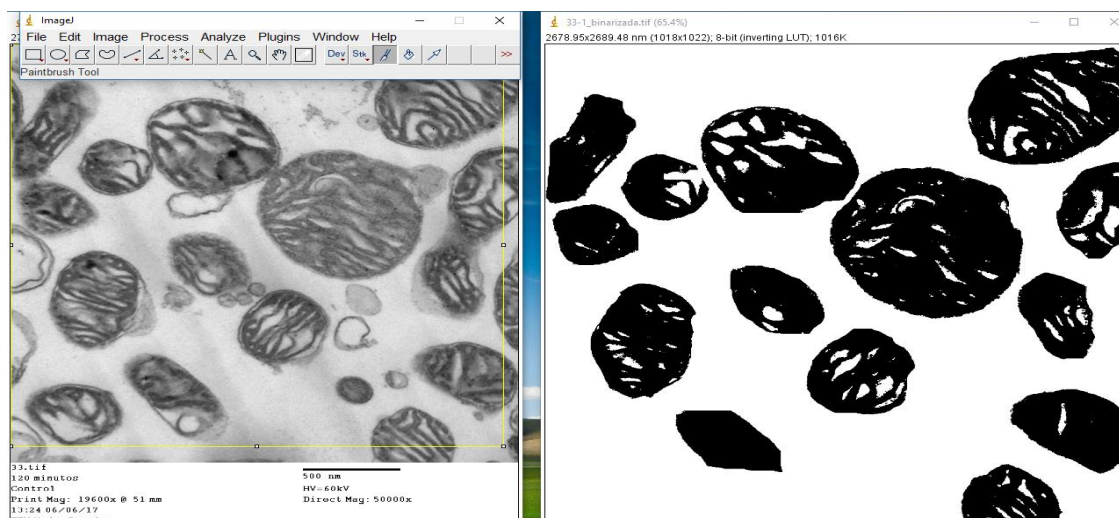 ImageJ
File Edit Image Process Analyze Plugins Window Help
Dev Stk
>>
Paintbrush Tool
33.tif
120 minutos
Control
Print Mag: 19600x @ 51 mm
13:24 06/06/17
500 nm
HV=60kV
Direct Mag: 50000x
33-1_binarizada.tif (65.4%)
2678.95x2689.48 nm (1018x1022); 8-bit (inverting LUT); 1016K